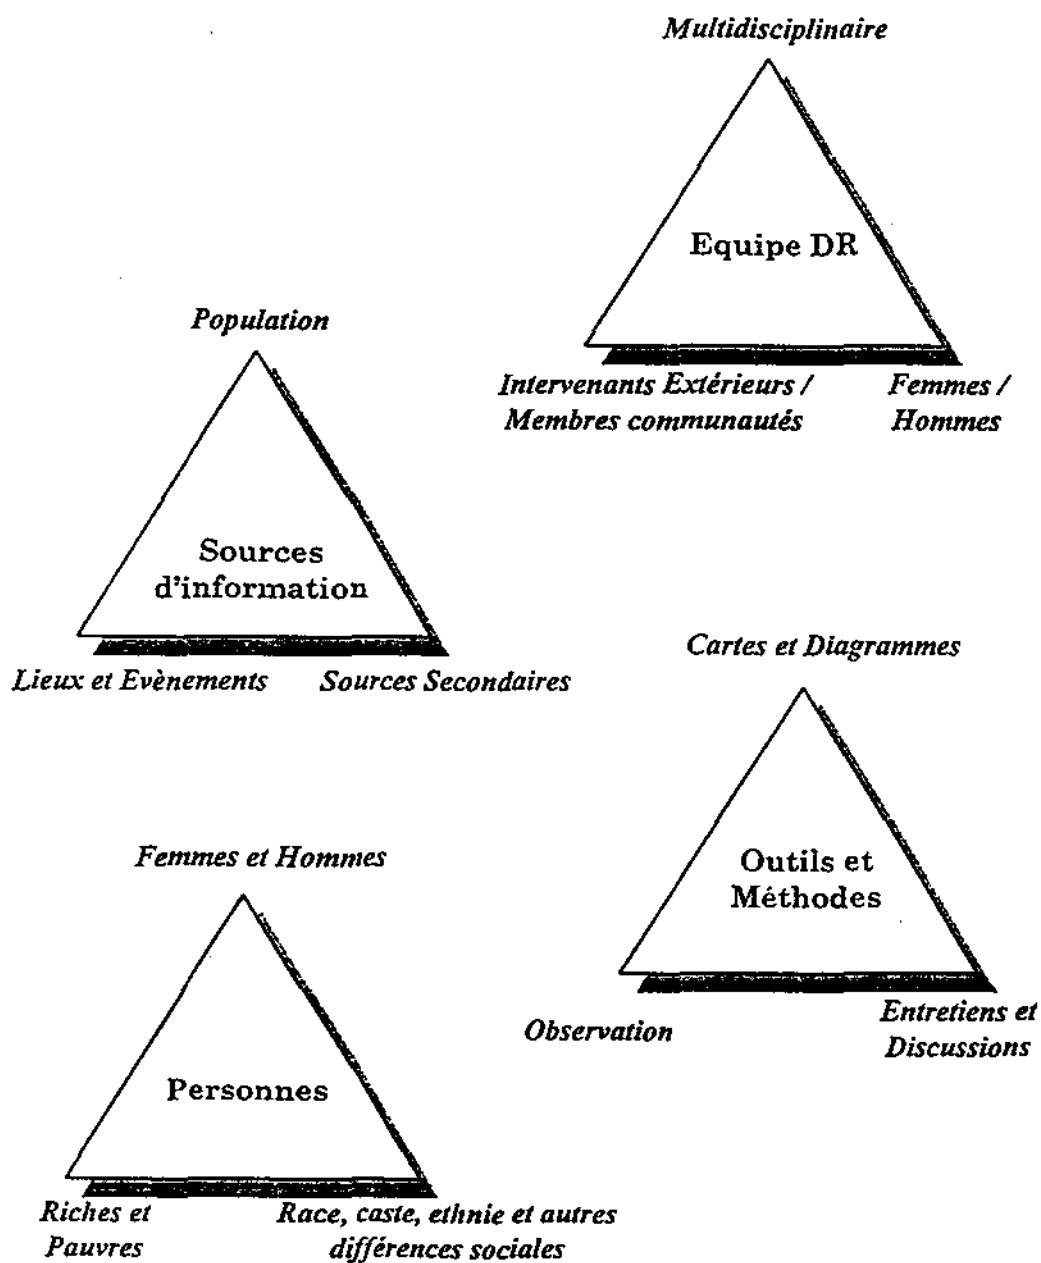 Multidisciplinaire
Equipe DR
Intervenants Extérieurs /
Membres communautés
Femmes /
Hommes
Population
Sources
d'information
Lieux et Evènements
Sources Secondaires
Cartes et Diagrammes
Outils et
Méthodes
Observation
Entretiens et
Discussions
Femmes et Hommes
Personnes
Riches et
Pauvres
Race, caste, ethnie et autres
différences sociales